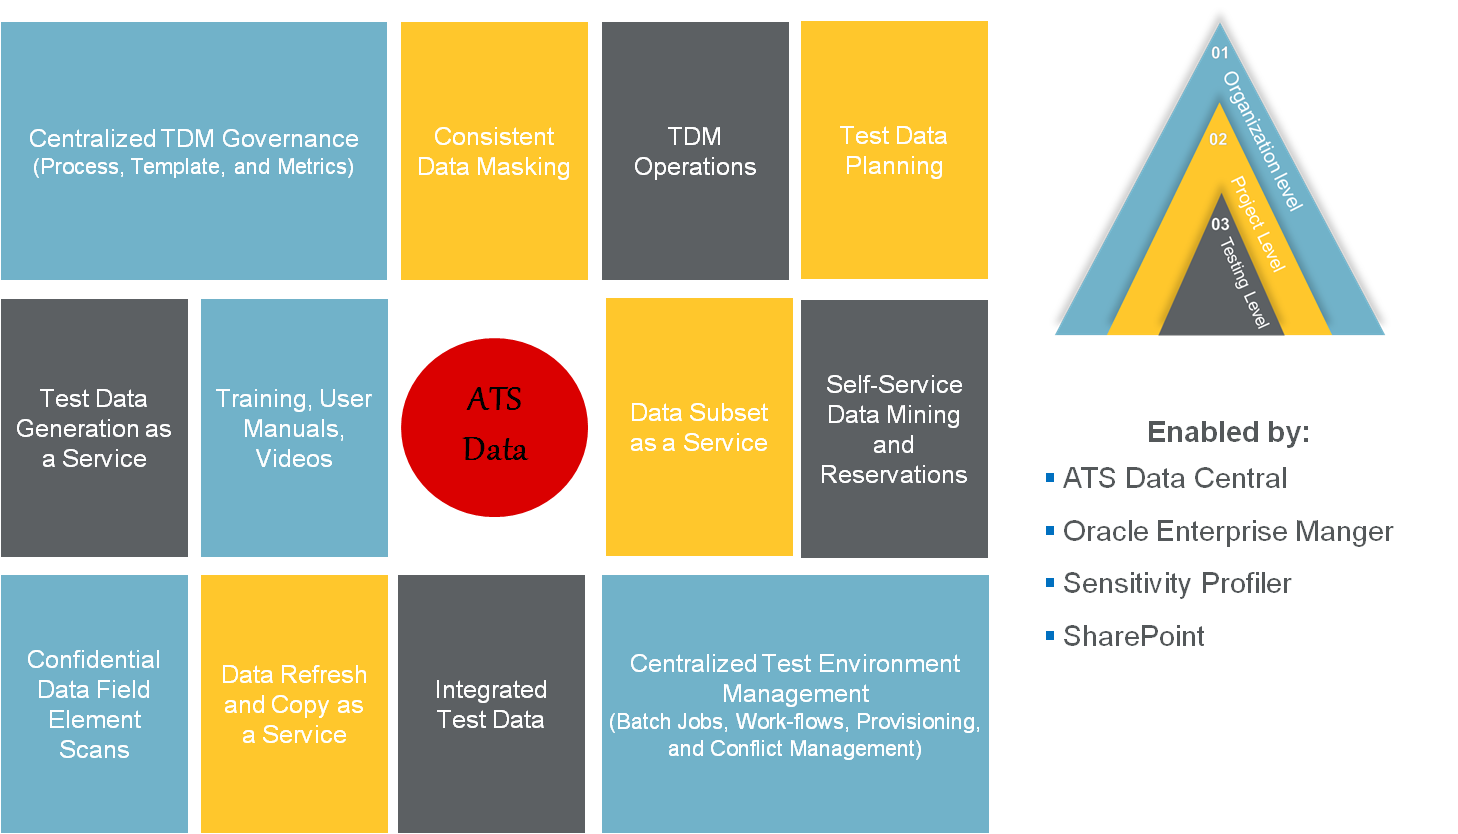 Centralized TDM Governance
(Process, Template, and Metrics)
Consistent
Data Masking
TDM
Operations
Test Data
Planning
Test Data
Generation as
a Service
Training, User
Manuals,
Videos
ATS
Data
Data Subset
as a Service
Self-Service
Data Mining
and
Reservations
Confidential
Data Field
Element
Scans
Data Refresh
and Copy as
a Service
Integrated
Test Data
Centralized Test Environment
Management
(Batch Jobs, Work-flows, Provisioning,
and Conflict Management)
01
Organization level
02
Project Level
03
Testing Level
Enabled by:
ATS Data Central
Oracle Enterprise Manger
Sensitivity Profiler
SharePoint